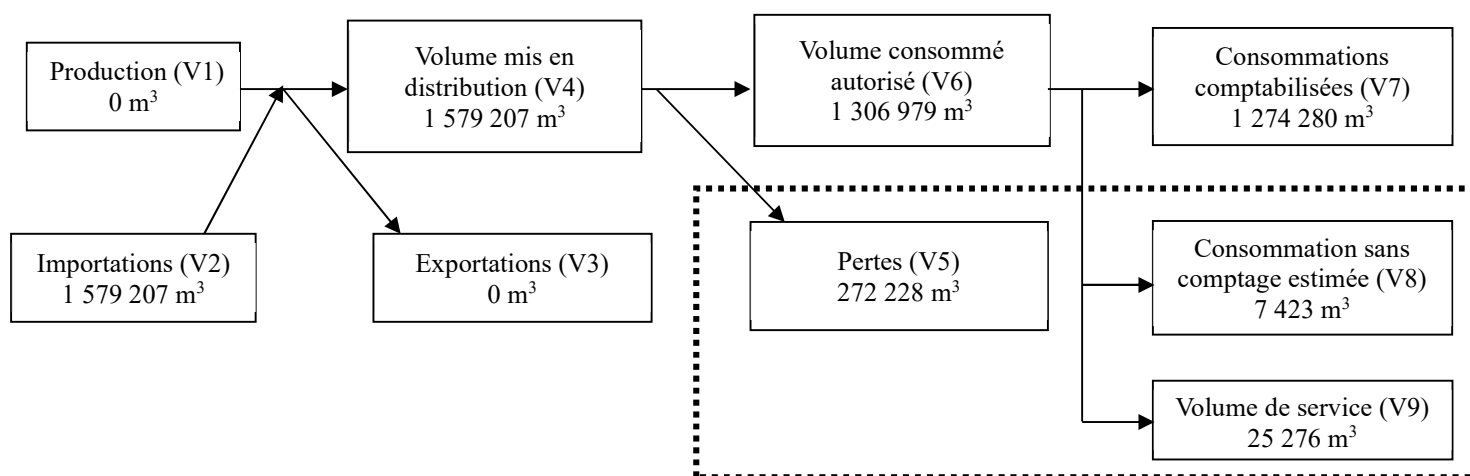 Production (V1)
0 m³
Volume mis en
distribution (V4)
1 579 207 m³
Volume consommé
autorisé (V6)
1 306 979 m³
Consommations
comptabilisées (V7)
1 274 280 m³
Importations (V2)
1 579 207 m³
Exportations (V3)
0 m³
Pertes (V5)
272 228 m³
Consommation sans
comptage estimée (V8)
7 423 m³
Volume de service (V9)
25 276 m³